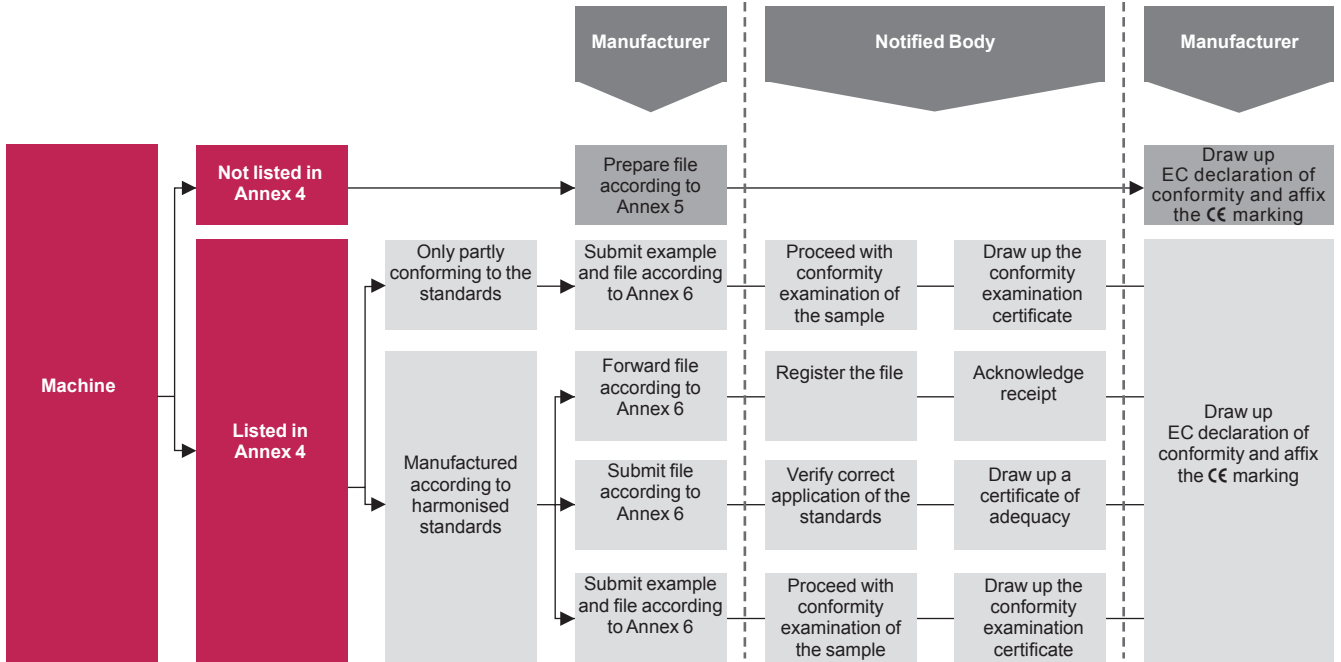 Manufacturer
Notified Body
Manufacturer
Machine
Not listed in
Annex 4
Prepare file
according to
Annex 5
Draw up
EC declaration of
conformity and affix
the CE marking
Listed in
Annex 4
Only partly
conforming to the
standards
Submit example
and file according
to Annex 6
Proceed with
conformity
examination of
the sample
Draw up the
conformity
examination
certificate
Manufactured
according to
harmonised
standards
Forward file
according to
Annex 6
Register the file
Acknowledge
receipt
Submit file
according to
Annex 6
Verify correct
application of the
standards
Draw up a
certificate of
adequacy
Submit example
and file according
to Annex 6
Proceed with
conformity
examination of
the sample
Draw up the
conformity
examination
certificate
Draw up
EC declaration of
conformity and affix
the CE marking